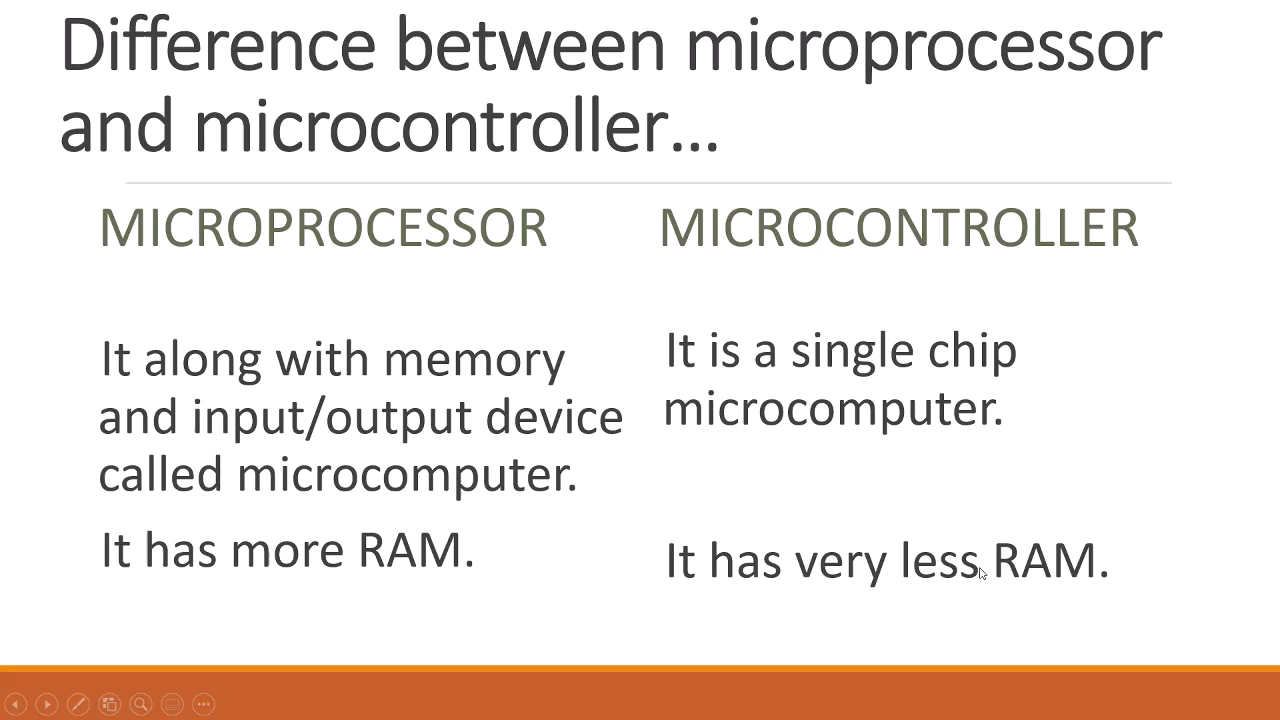 Difference between microprocessor
and microcontroller...
MICROPROCESSOR
It along with memory
and input/output device
called microcomputer.
It has more RAM.
MICROCONTROLLER
It is a single chip
microcomputer.
It has very less RAM.